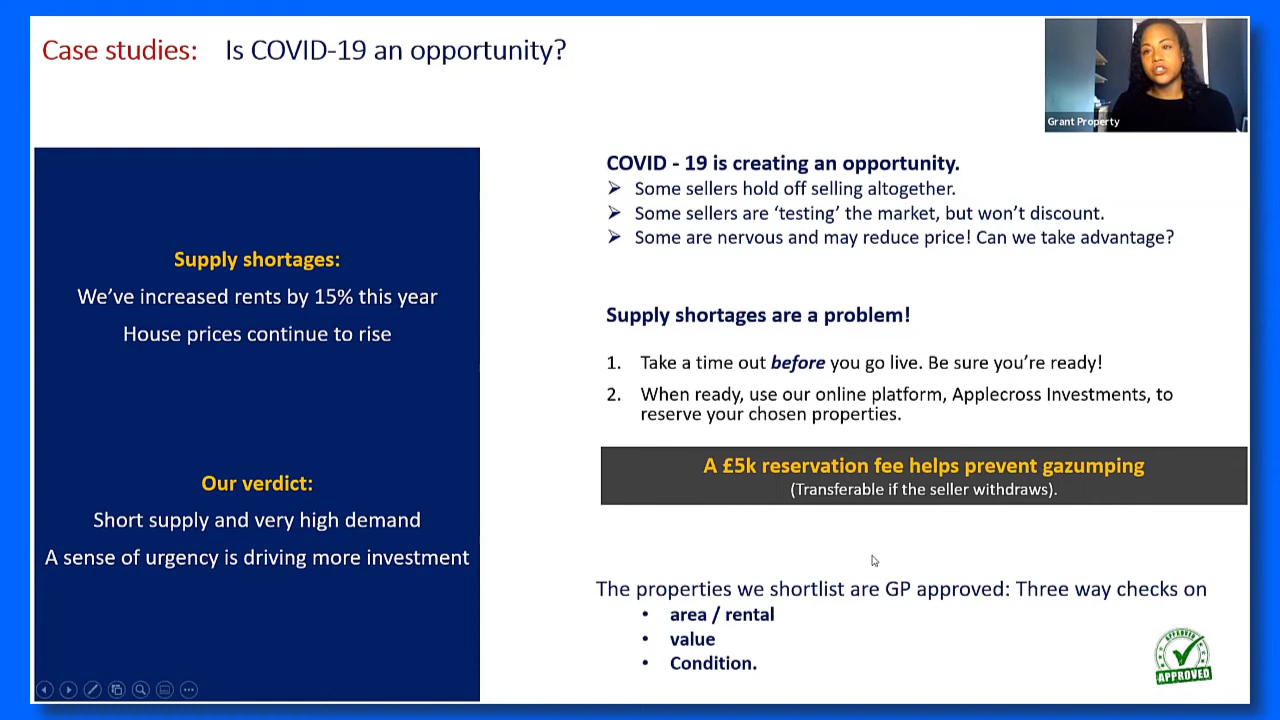 Case studies: Is COVID-19 an opportunity?
Grant Property
Supply shortages:
We've increased rents by 15% this year
House prices continue to rise
Our verdict:
Short supply and very high demand
A sense of urgency is driving more investment
COVID - 19 is creating an opportunity.
Some sellers hold off selling altogether.
Some sellers are ‘testing’ the market, but won’t discount.
Some are nervous and may reduce price! Can we take advantage?
Supply shortages are a problem!
1. Take a time out before you go live. Be sure you’re ready!
2. When ready, use our online platform, Applecross Investments, to
reserve your chosen properties.
A £5k reservation fee helps prevent gazumping
(Transferable if the seller withdraws).
The properties we shortlist are GP approved: Three way checks on
• area / rental
• value
• Condition.
APPROVED
APPROVED